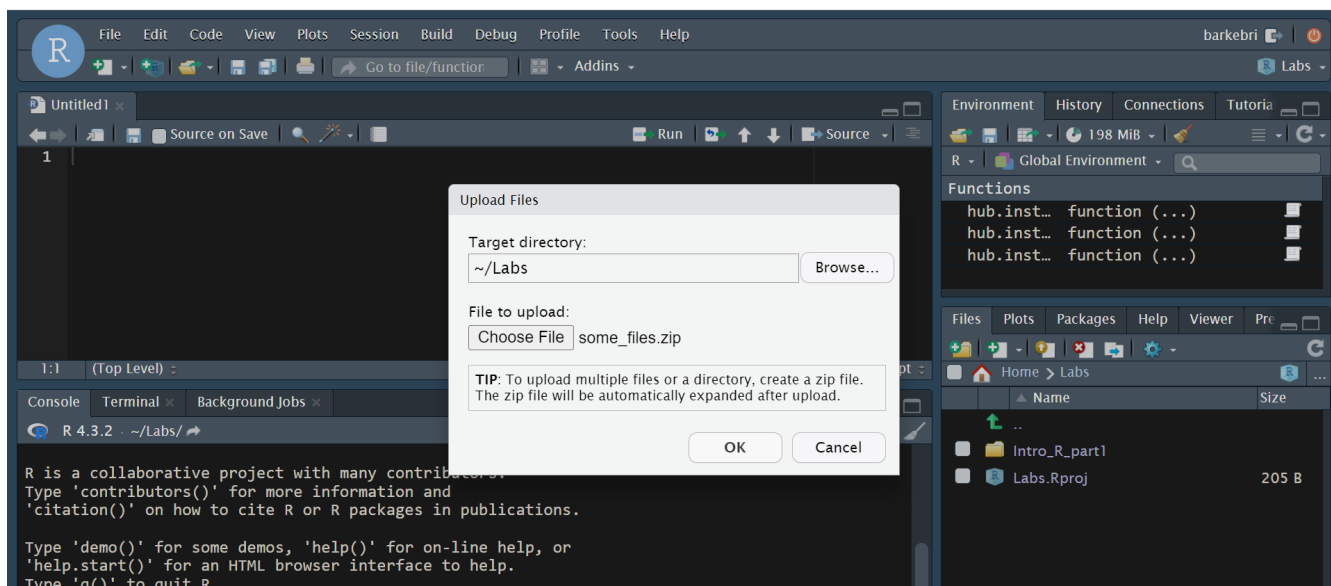 R
File Edit Code View Plots Session Build Debug Profile Tools Help
barkebri
Go to file/function
Addins
R Labs
Untitled1
Source on Save
Run
Source
1
1:1 (Top Level)
pt
Console Terminal Background Jobs
R 4.3.2 · ~/Labs/
R is a collaborative project with many contributors.
Type 'contributors()' for more information and
'citation()' on how to cite R or R packages in publications.
Type 'demo()' for some demos, 'help()' for on-line help, or
'help.start()' for an HTML browser interface to help.
Type 'q()' to quit R
Upload Files
Target directory:
~/Labs
Browse...
File to upload:
Choose File some_files.zip
TIP: To upload multiple files or a directory, create a zip file.
The zip file will be automatically expanded after upload.
OK Cancel
Environment History Connections Tutoria
198 MiB
R Global Environment
Functions
hub.inst… function (...)
hub.inst… function (...)
hub.inst… function (...)
Files Plots Packages Help Viewer Pre
Home > Labs
R ...
Name Size
..
Intro_R_part1
Labs.Rproj 205 B